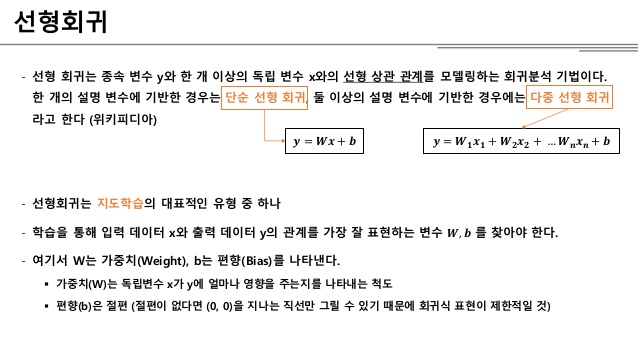 선형회귀
- 선형 회귀는 종속 변수 y와 한 개 이상의 독립 변수 x와의 선형 상관 관계를 모델링하는 회귀분석 기법이다.
한 개의 설명 변수에 기반한 경우는 단순 선형 회귀, 둘 이상의 설명 변수에 기반한 경우에는 다중 선형 회귀
라고 한다 (위키피디아)
y = Wx + b
y = W₁x₁ + W₂x₂ + …Wₙxₙ + b
- 선형회귀는 지도학습의 대표적인 유형 중 하나
- 학습을 통해 입력 데이터 x와 출력 데이터 y의 관계를 가장 잘 표현하는 변수 W, b 를 찾아야 한다.
- 여기서 W는 가중치(Weight), b는 편향(Bias)를 나타낸다.
▪ 가중치(W)는 독립변수 x가 y에 얼마나 영향을 주는지를 나타내는 척도
▪ 편향(b)은 절편 (절편이 없다면 (0, 0)을 지나는 직선만 그릴 수 있기 때문에 회귀식 표현이 제한적일 것)